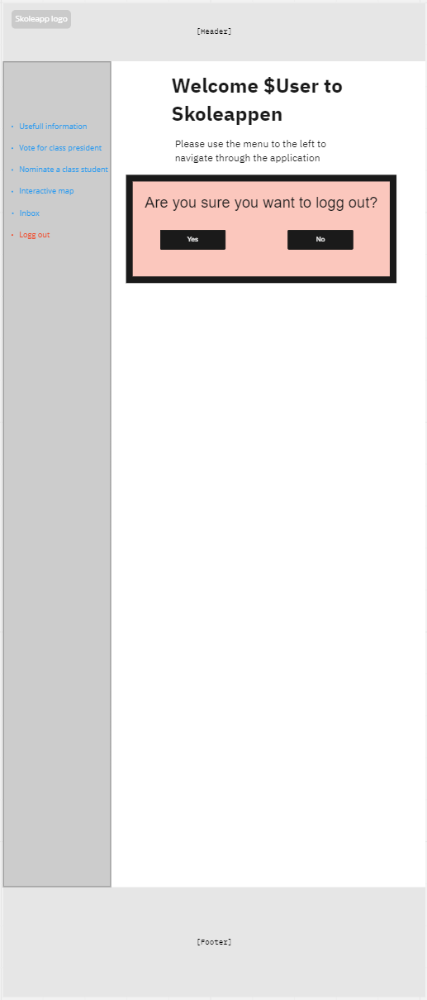 Skoleapp logo
[Header]
Welcome $User to
Skoleappen
Please use the menu to the left to
navigate through the application
• Usefull information
• Vote for class president
• Nominate a class student
• Interactive map
• Inbox
• Logg out
Are you sure you want to logg out?
Yes
No
[Footer]